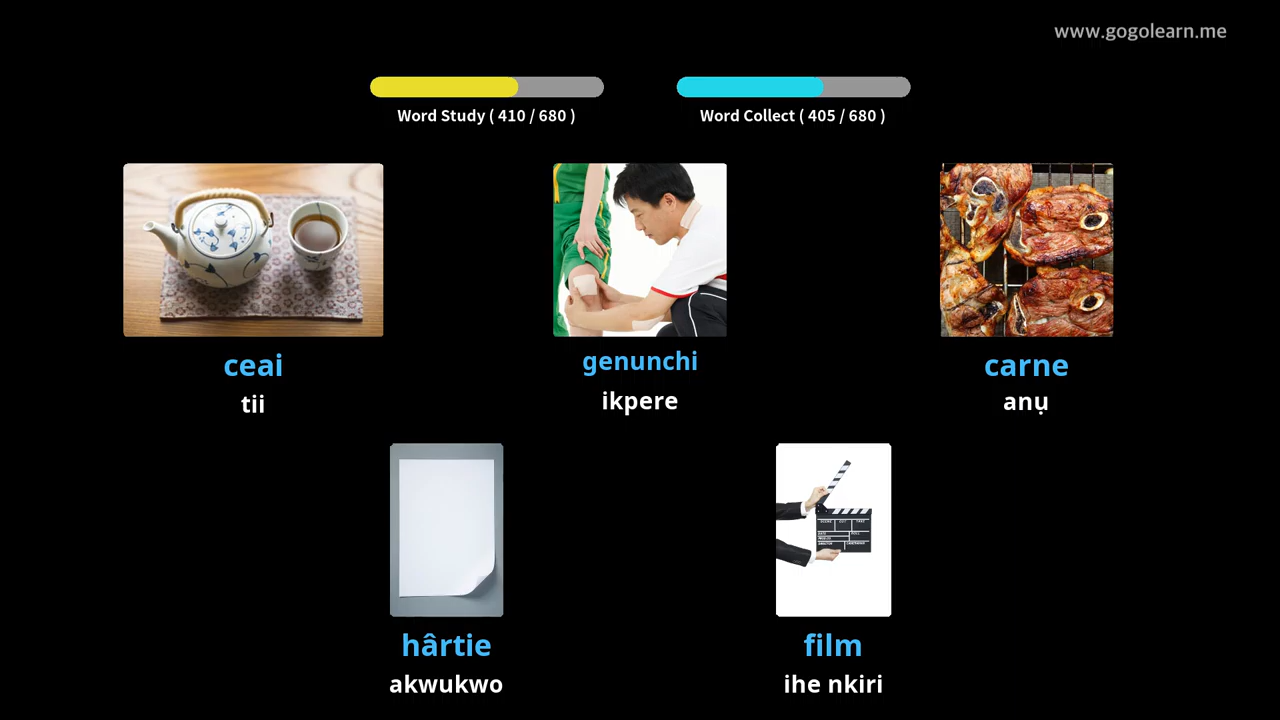 www.gogolearn.me
Word Study ( 410 / 680 )
Word Collect ( 405 / 680 )
ceai
tii
genunchi
ikpere
carne
anụ
hârtie
akwukwo
film
ihe nkiri